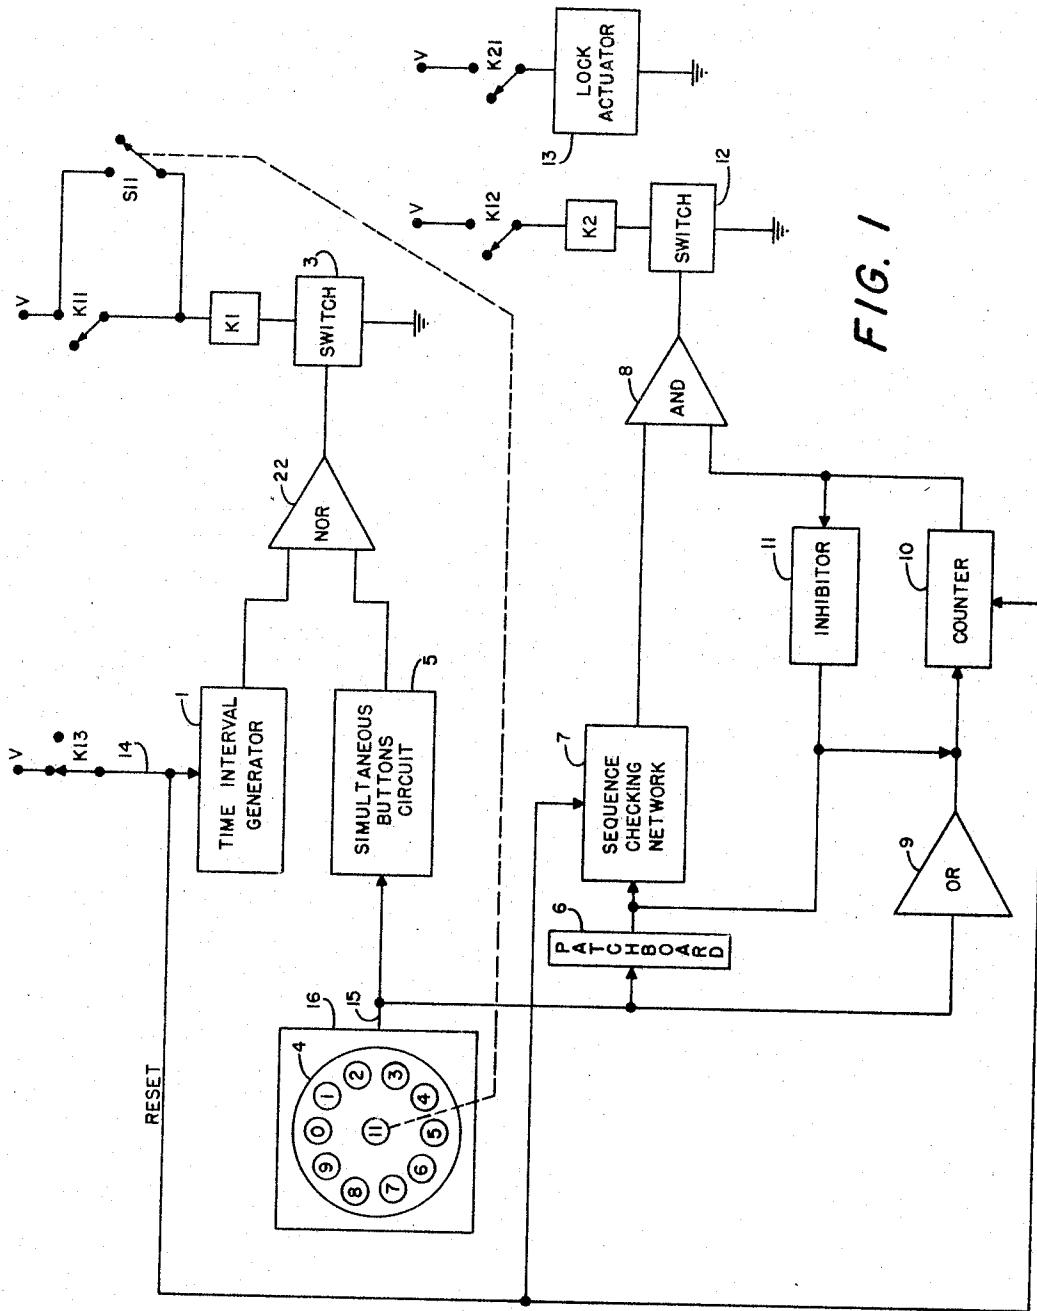 RESET
V
K13
14
1
TIME INTERVAL
GENERATOR
5
SIMULTANEOUS
BUTTONS
CIRCUIT
22
NOR
V
K11
S11
K1
3
SWITCH
16
15
4
0
1
2
3
4
5
6
7
8
9
11
6
PATCHBOARD
7
SEQUENCE
CHECKING
NETWORK
9
OR
11
INHIBITOR
10
COUNTER
8
AND
V
K12
K2
12
SWITCH
V
K21
13
LOCK
ACTUATOR
FIG. 1